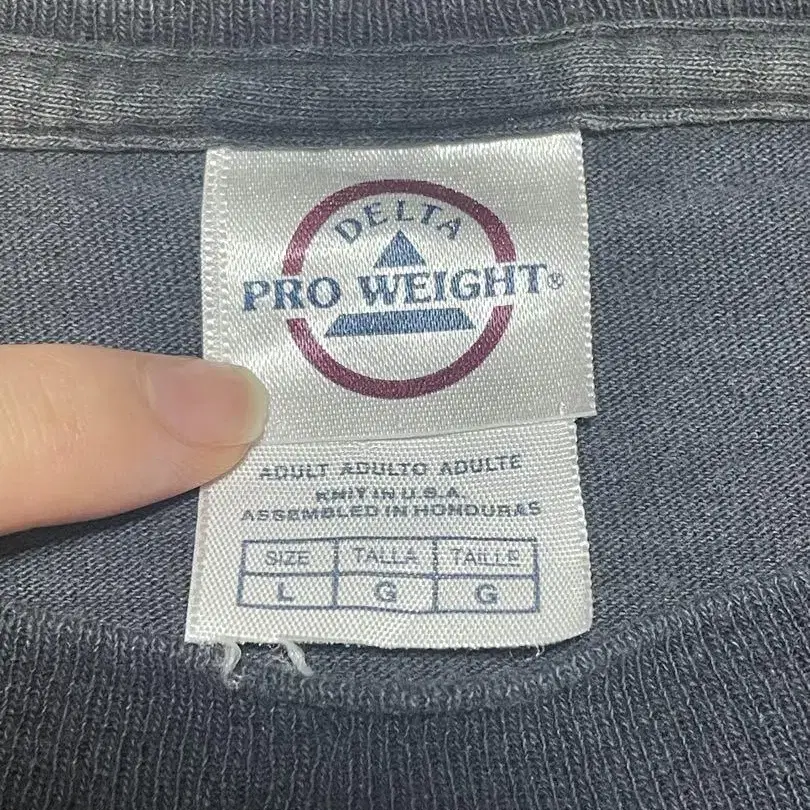 DELTA
PRO WEIGHT®
ADULT ADULTO ADULTE
KNIT IN U.S.A.
ASSEMBLED IN HONDURAS
SIZE TALLA TAILLE
L G G